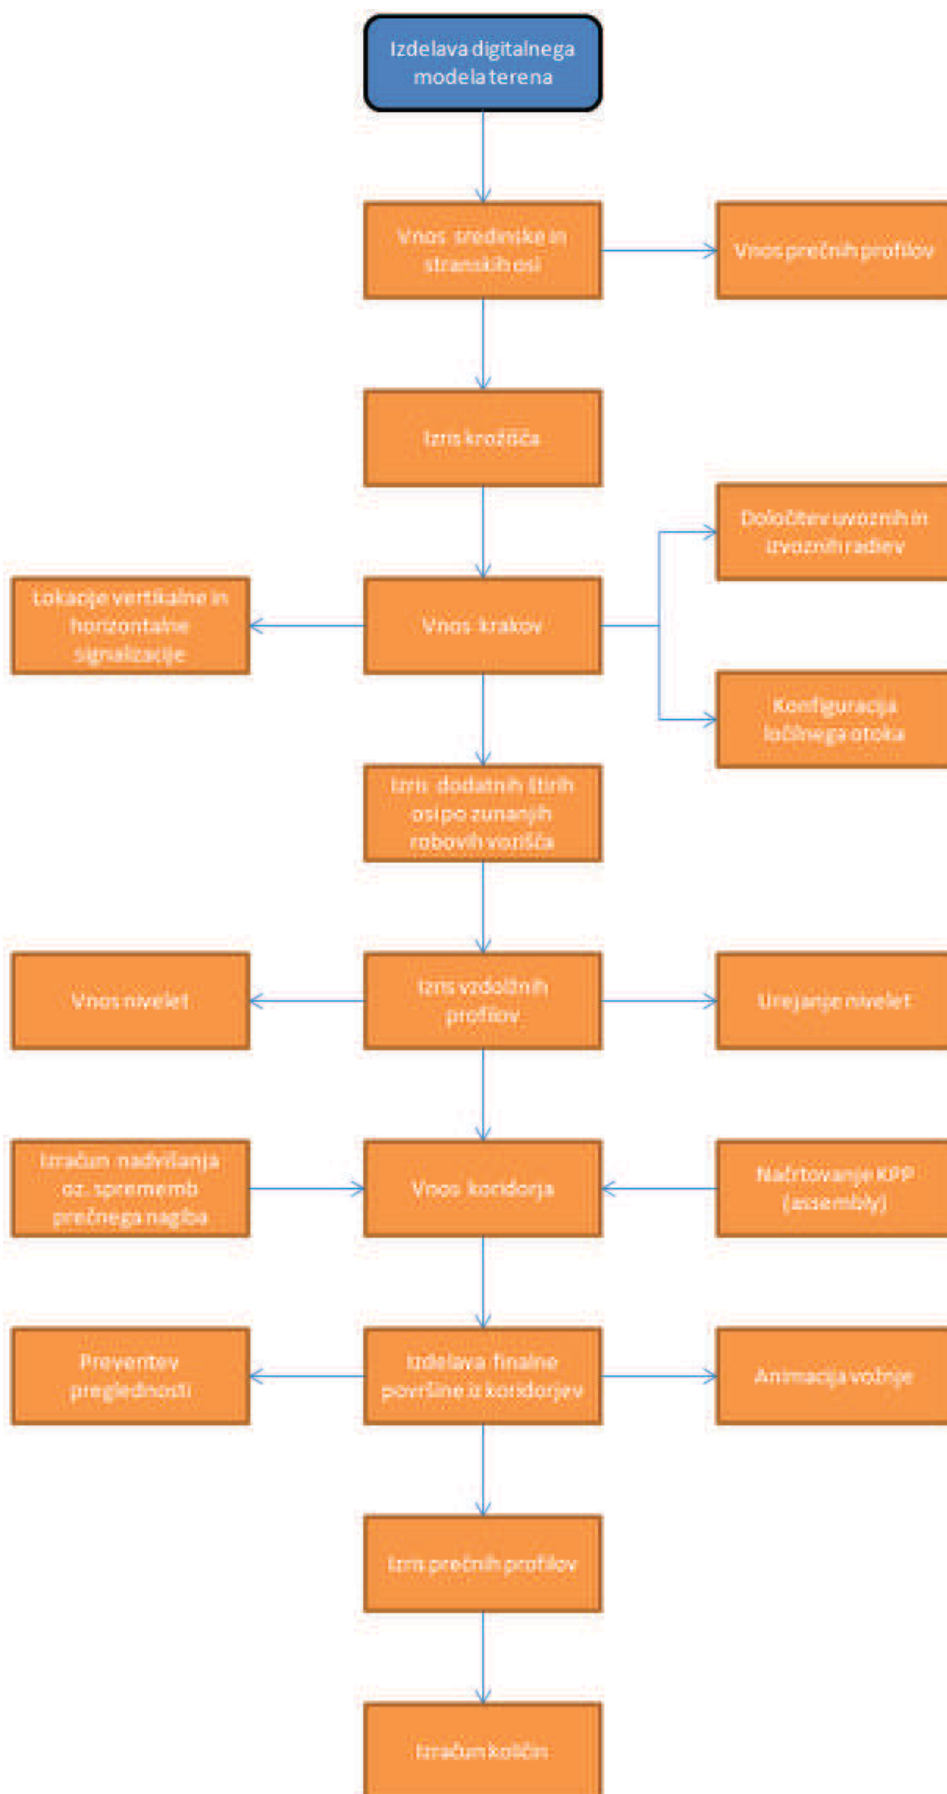 Izdelava digitalnega
modela terena
Vnos sredinske in
stranskih osi
Vnos prečnih profilov
Izris krožišča
Določitev uvoznih in
izvoznih radiev
Lokacije vertikalne in
horizontalne
signalizacije
Vnos krakov
Konfiguracija
ločilnega otoka
Izris dodatnih štirih
osi po zunanjih
robovih vozišča
Vnos nivelet
Izris vzdolžnih
profilov
Urejanje nivelet
Izračun nadvišanja
oz. sprememb
prečnega nagiba
Vnos koridorja
Načrtovanje KPP
(assembly)
Preventev
preglednosti
Izdelava finalne
površine iz koridorjev
Animacija vožnje
Izris prečnih profilov
Izračun količin